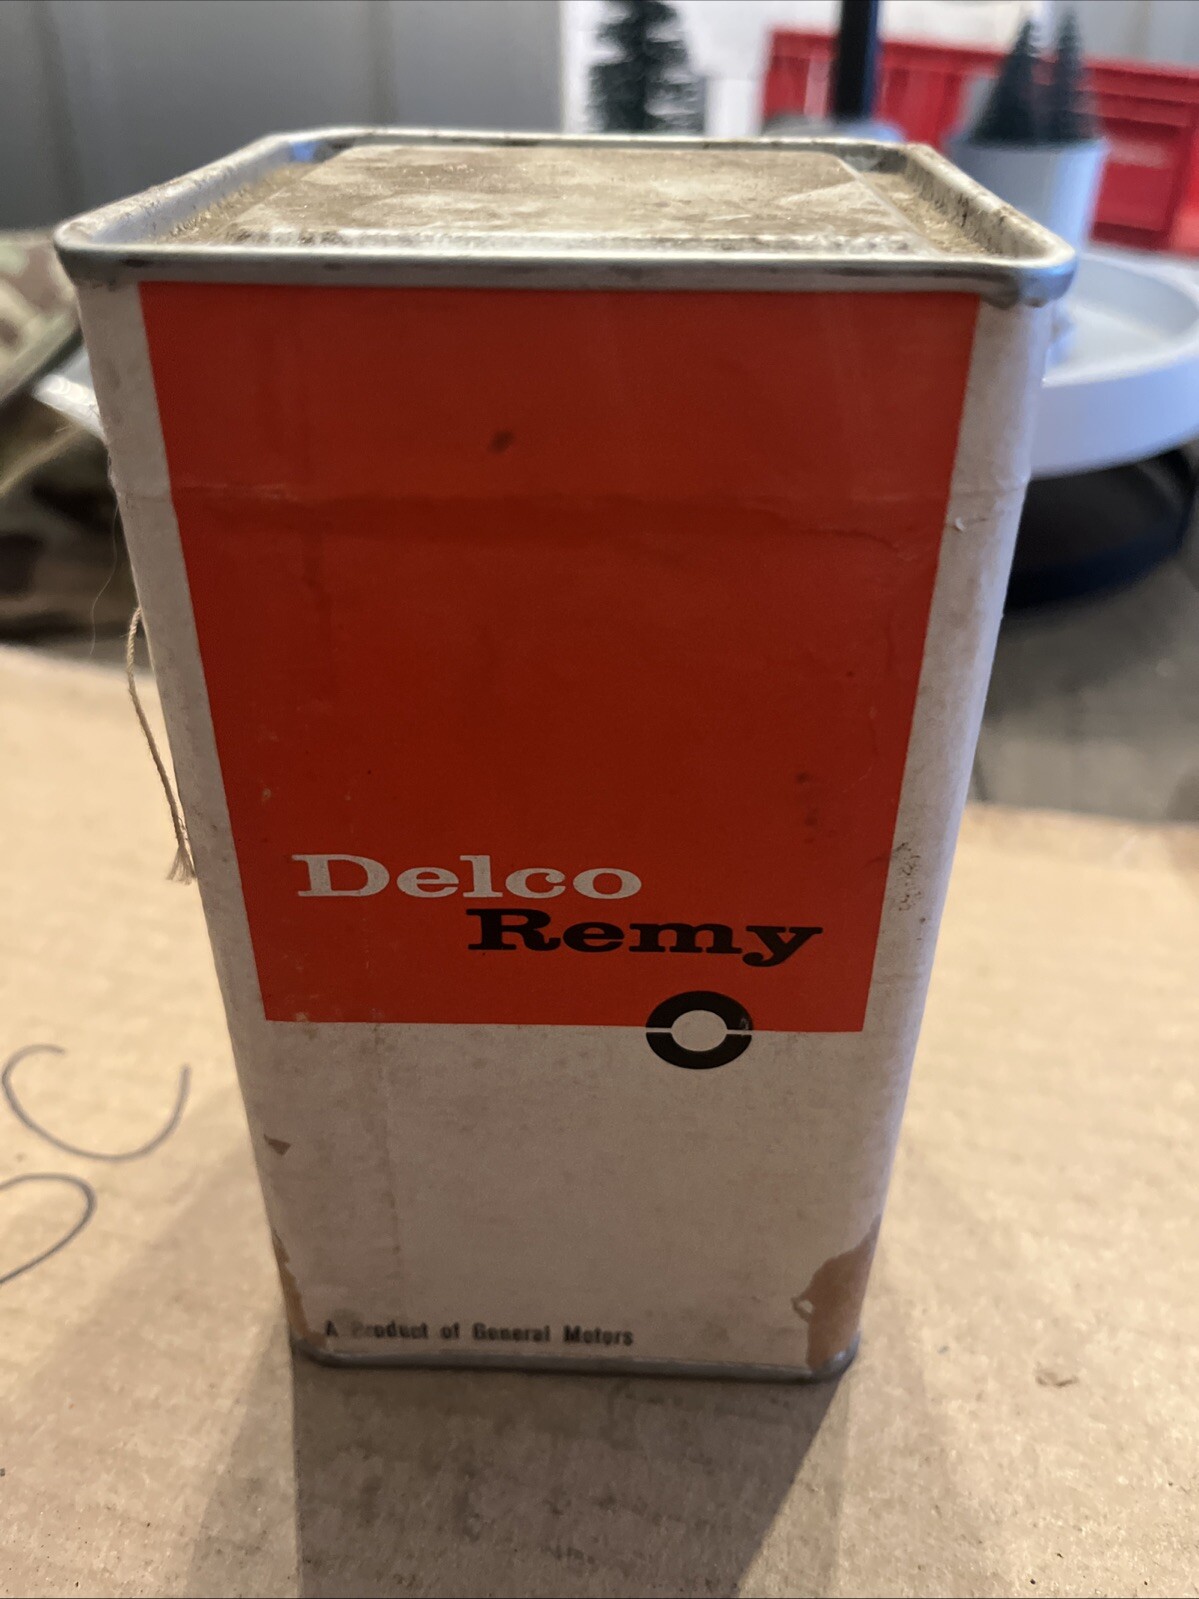 Delco
Remy
A Product of General Motors